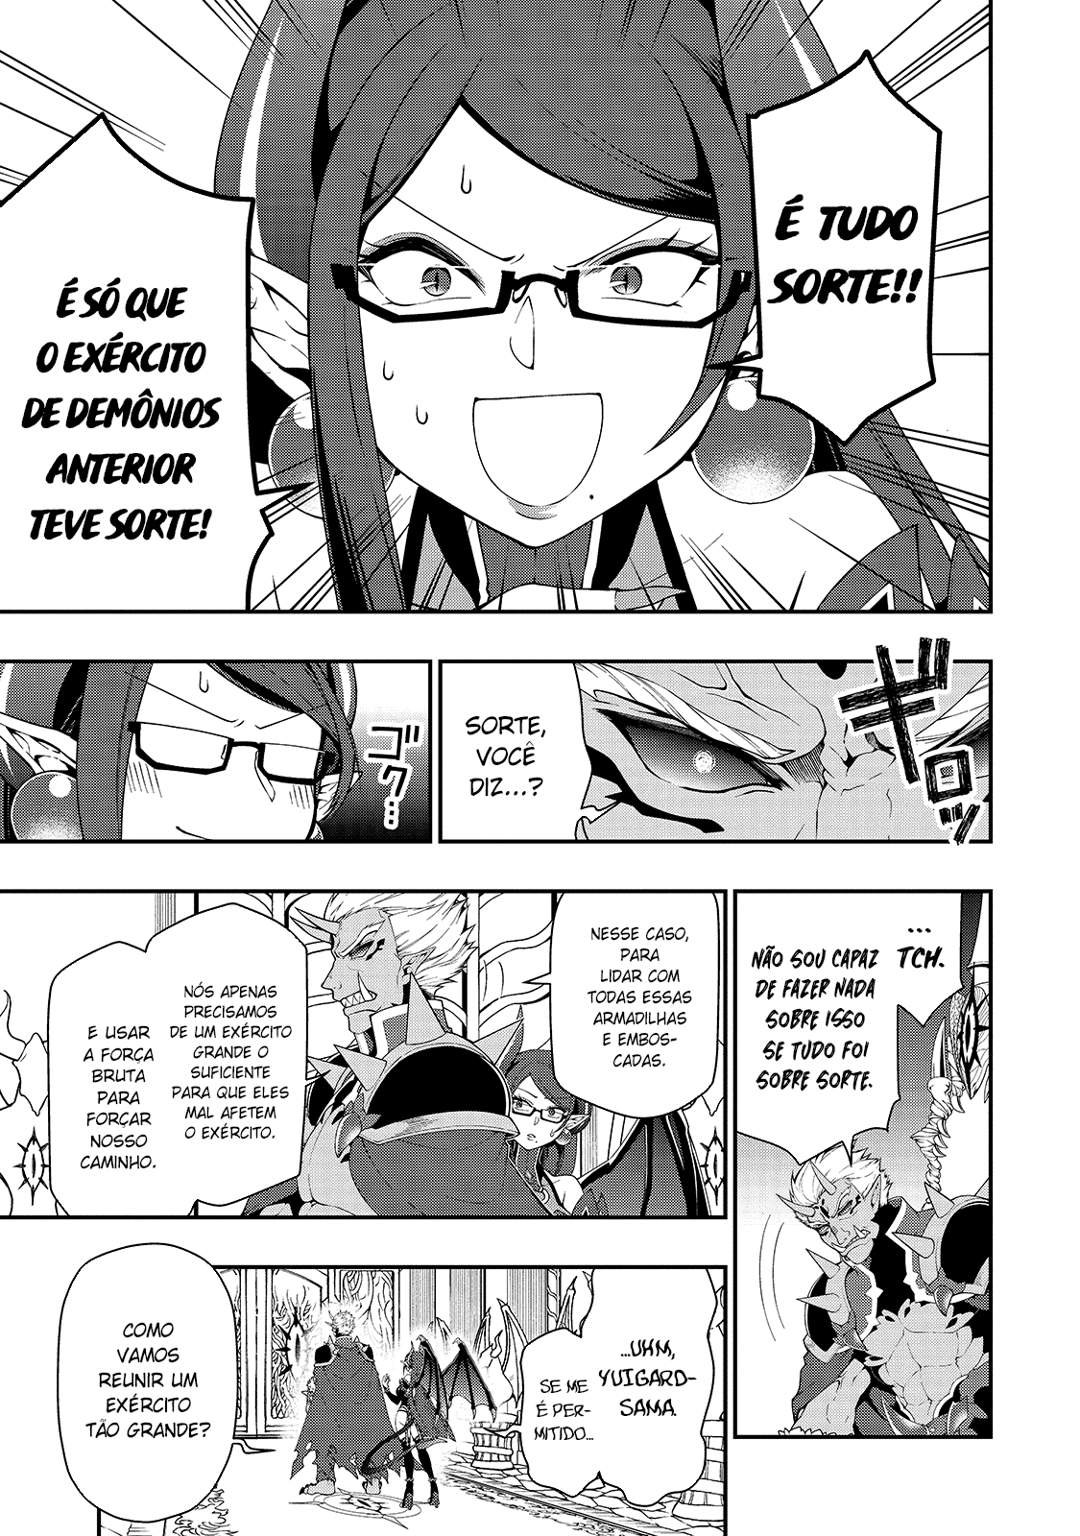 É TUDO
SORTE!!
É SÓ QUE
O EXÉRCITO
DE DEMÔNIOS
ANTERIOR
TEVE SORTE!
ギロッ
SORTE,
VOCÊ
DIZ...?
ゴクッ...
...
TCH.
NÃO SOU CAPAZ
DE FAZER NADA
SOBRE ISSO
SE TUDO FOI
SOBRE SORTE.
NESSE CASO,
PARA
LIDAR COM
TODAS ESSAS
ARMADILHAS
E EMBOS-
CADAS.
NÓS APENAS
PRECISAMOS
DE UM EXÉRCITO
GRANDE O
SUFICIENTE
PARA QUE ELES
MAL AFETEM
O EXÉRCITO.
E USAR
A FORÇA
BRUTA
PARA
FORÇAR
NOSSO
CAMINHO.
...UHM,
YUIGARD-
SAMA.
SE ME
É PER-
MITIDO...
COMO
VAMOS
REUNIR UM
EXÉRCITO
TÃO GRANDE?